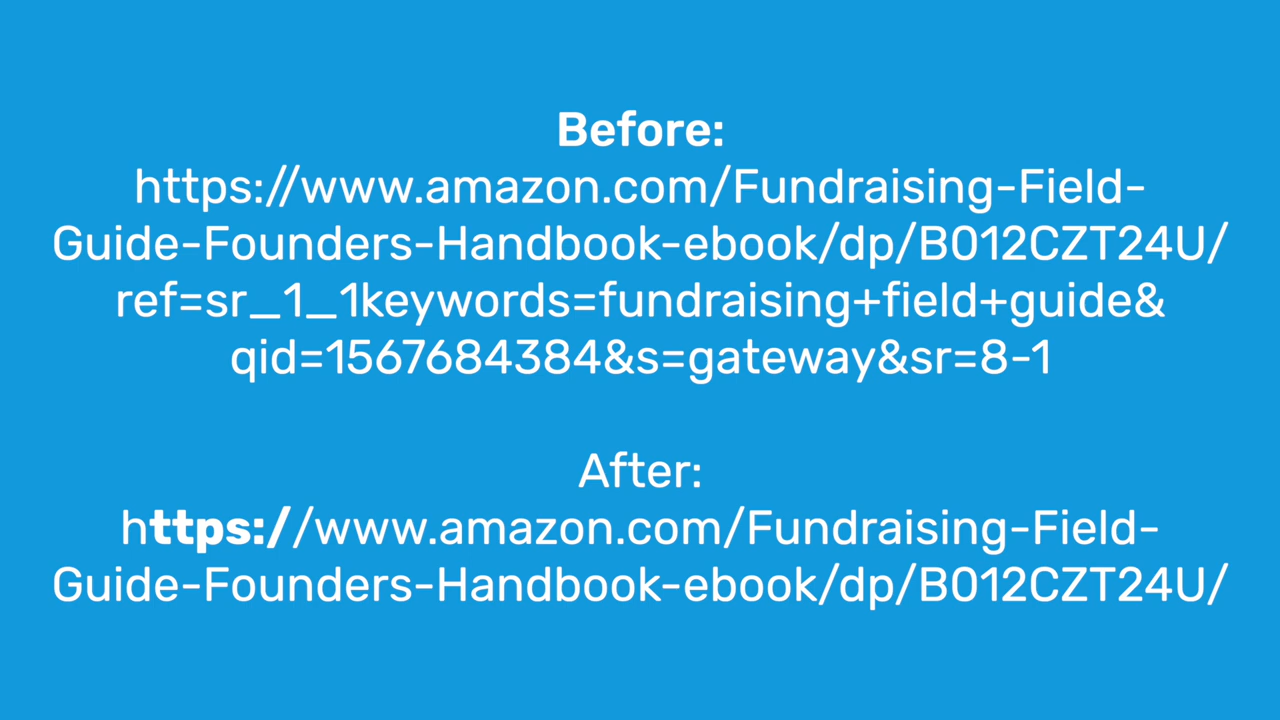 Before:
https://www.amazon.com/Fundraising-Field-
Guide-Founders-Handbook-ebook/dp/B012CZT24U/
ref=sr_1_1keywords=fundraising+field+guide&
qid=1567684384&s=gateway&sr=8-1
After:
https://www.amazon.com/Fundraising-Field-
Guide-Founders-Handbook-ebook/dp/B012CZT24U/